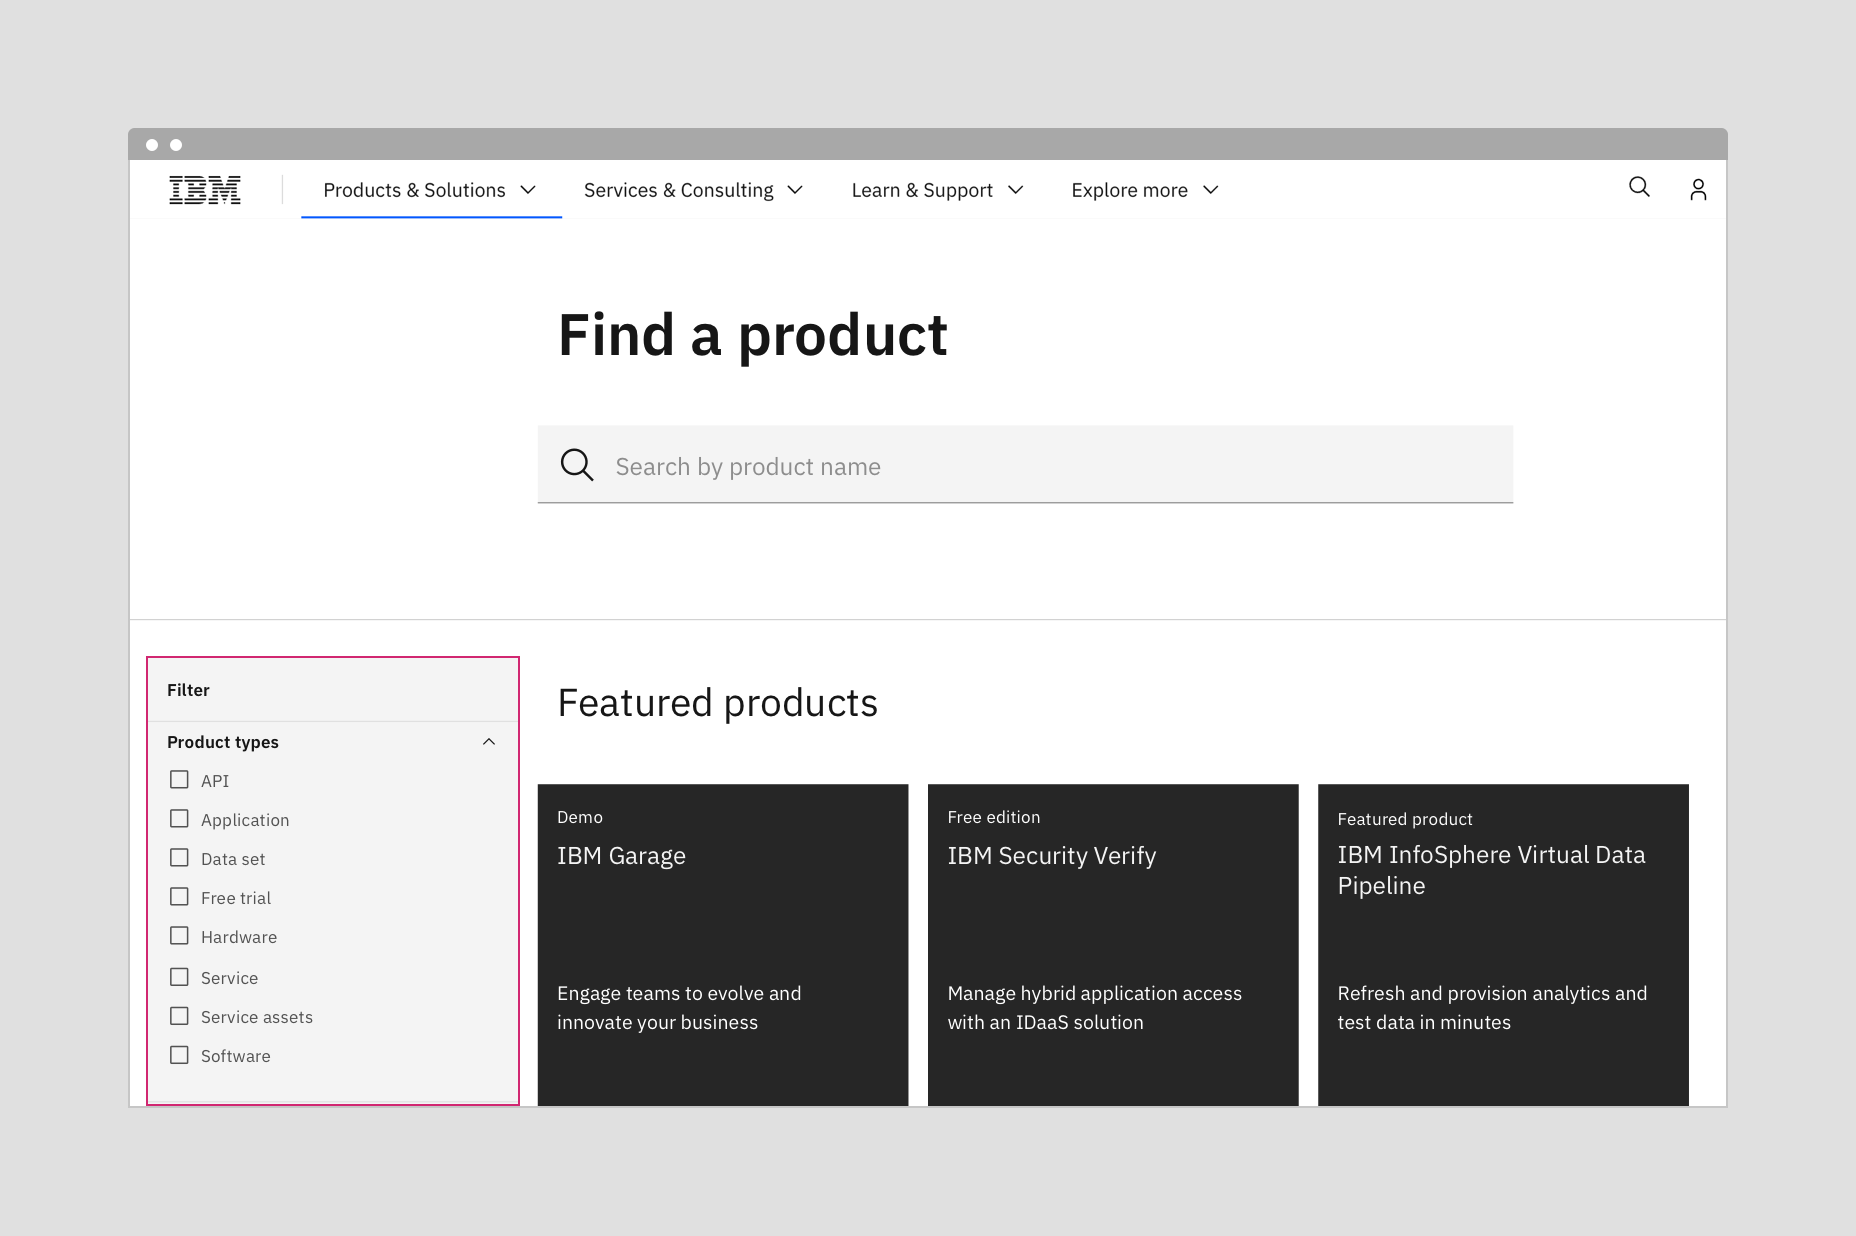 IBM
Products & Solutions
Services & Consulting
Learn & Support
Explore more
Find a product
Search by product name
Filter
Product types
API
Application
Data set
Free trial
Hardware
Service
Service assets
Software
Featured products
Demo
IBM Garage
Engage teams to evolve and
innovate your business
Free edition
IBM Security Verify
Manage hybrid application access
with an IDaaS solution
Featured product
IBM InfoSphere Virtual Data
Pipeline
Refresh and provision analytics and
test data in minutes